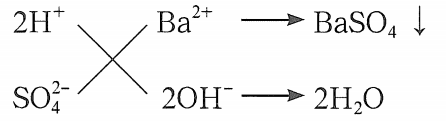 2H⁺ Ba²⁺ ⟶ BaSO₄ ↓
SO₄²⁻ 2OH⁻ ⟶ 2H₂O